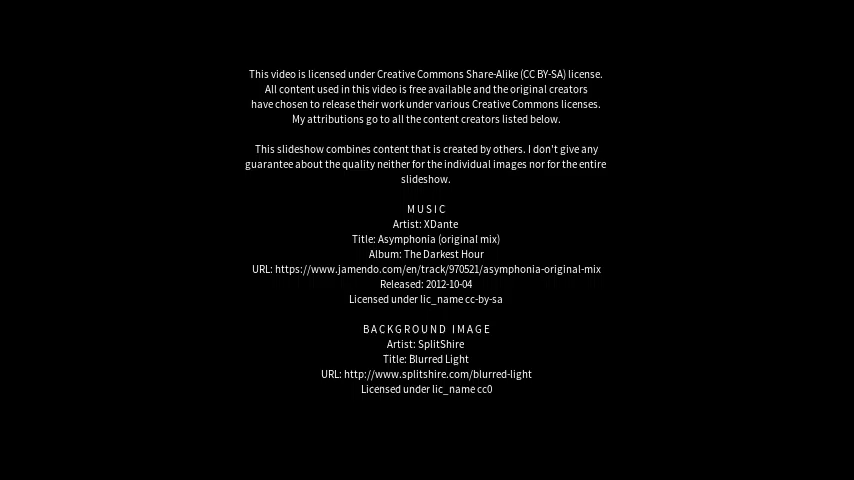 This video is licensed under Creative Commons Share-Alike (CC BY-SA) license.
All content used in this video is free available and the original creators
have chosen to release their work under various Creative Commons licenses.
My attributions go to all the content creators listed below.
This slideshow combines content that is created by others. I don't give any
guarantee about the quality neither for the individual images nor for the entire
slideshow.
MUSIC
Artist: XDante
Title: Asymphonia (original mix)
Album: The Darkest Hour
URL: https://www.jamendo.com/en/track/970521/asymphonia-original-mix
Released: 2012-10-04
Licensed under lic_name cc-by-sa
BACKGROUND IMAGE
Artist: SplitShire
Title: Blurred Light
URL: http://www.splitshire.com/blurred-light
Licensed under lic_name cc0